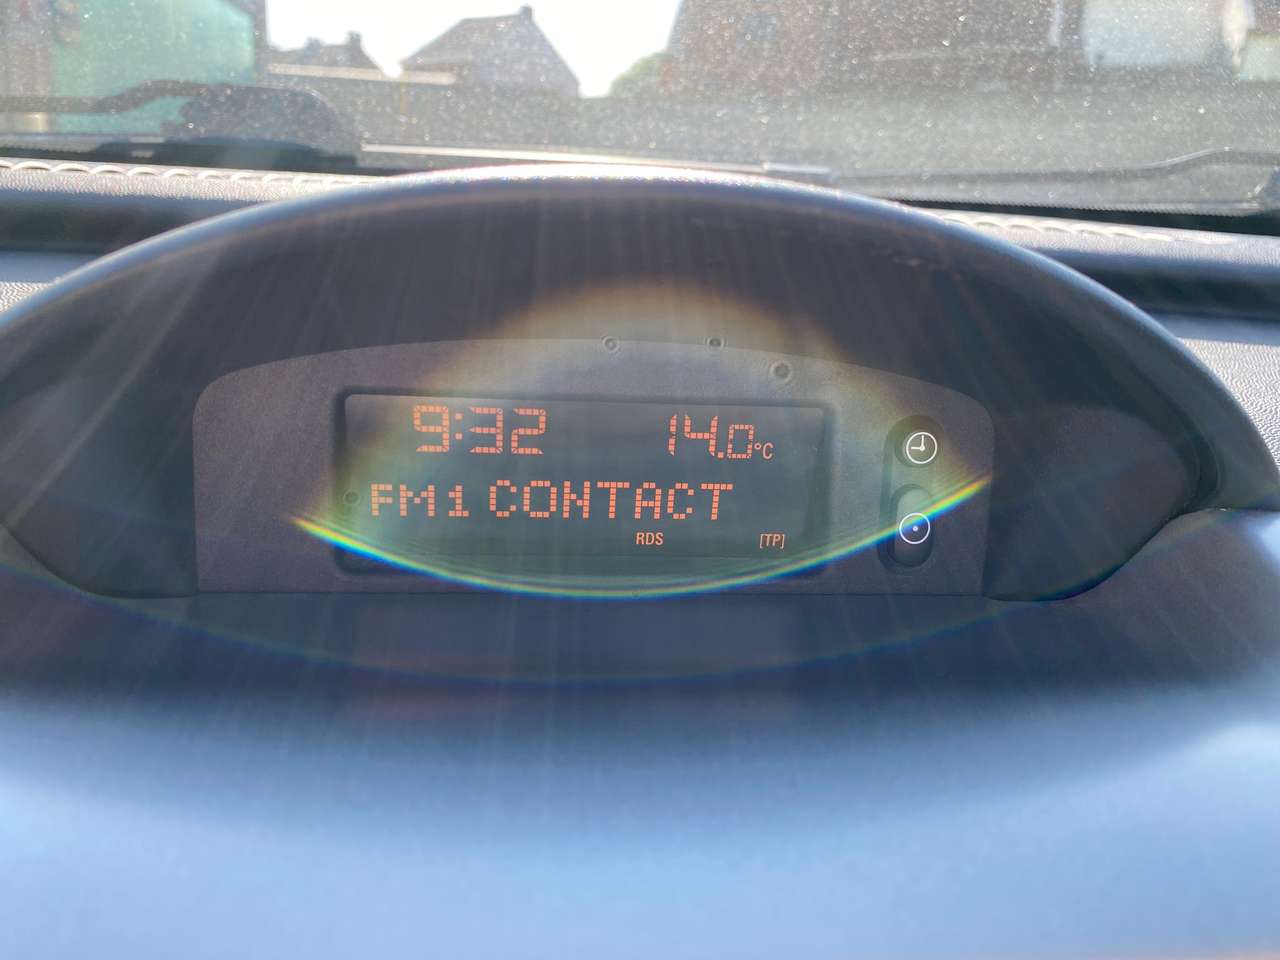 9:32 14.0°C
FM1 CONTACT
RDS [TP]